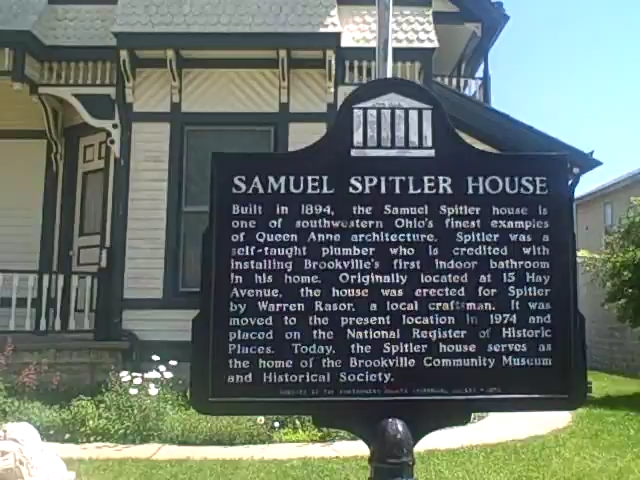 SAMUEL SPITLER HOUSE
Built in 1894, the Samuel Spitler house is
one of southwestern Ohio's finest examples
of Queen Anne architecture. Spitler was a
self-taught plumber who is credited with
installing Brookville's first indoor bathroom
in his home. Originally located at 15 Hay
Avenue, the house was erected for Spitler
by Warren Rasor, a local craftsman. It was
moved to the present location in 1974 and
placed on the National Register of Historic
Places. Today, the Spitler house serves as
the home of the Brookville Community Museum
and Historical Society.